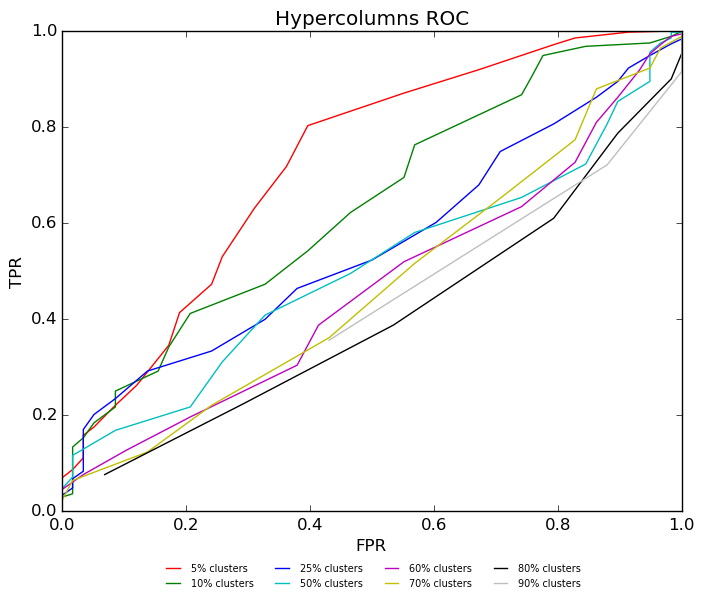 Hypercolumns ROC
1.0
0.8
0.6
TPR
0.4
0.2
0.0
0.0 0.2 0.4 0.6 0.8 1.0
FPR
5% clusters 25% clusters 60% clusters 80% clusters
10% clusters 50% clusters 70% clusters 90% clusters